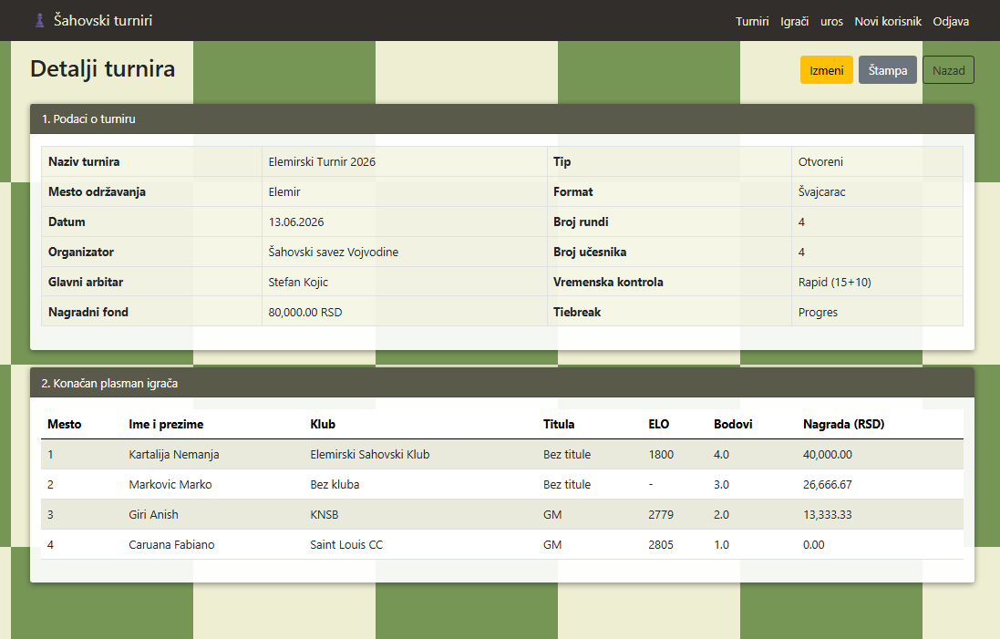 Šahovski turniri Turniri Igrači uros Novi korisnik Odjava
Detalji turnira Izmeni Štampa Nazad
1. Podaci o turniru
Naziv turnira Elemirski Turnir 2026 Tip Otvoreni
Mesto održavanja Elemir Format Švajcarac
Datum 13.06.2026 Broj rundi 4
Organizator Šahovski savez Vojvodine Broj učesnika 4
Glavni arbitar Stefan Kojic Vremenska kontrola Rapid (15+10)
Nagradni fond 80,000.00 RSD Tiebreak Progres
2. Konačan plasman igrača
Mesto Ime i prezime Klub Titula ELO Bodovi Nagrada (RSD)
1 Kartalija Nemanja Elemirski Sahovski Klub Bez titule 1800 4.0 40,000.00
2 Markovic Marko Bez kluba Bez titule - 3.0 26,666.67
3 Giri Anish KNSB GM 2779 2.0 13,333.33
4 Caruana Fabiano Saint Louis CC GM 2805 1.0 0.00